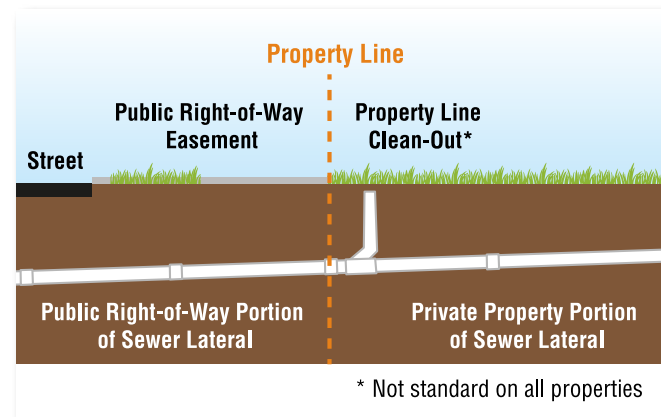 Property Line
Public Right-of-Way
Easement
Property Line
Clean-Out*
Street
Public Right-of-Way Portion
of Sewer Lateral
Private Property Portion
of Sewer Lateral
* Not standard on all properties